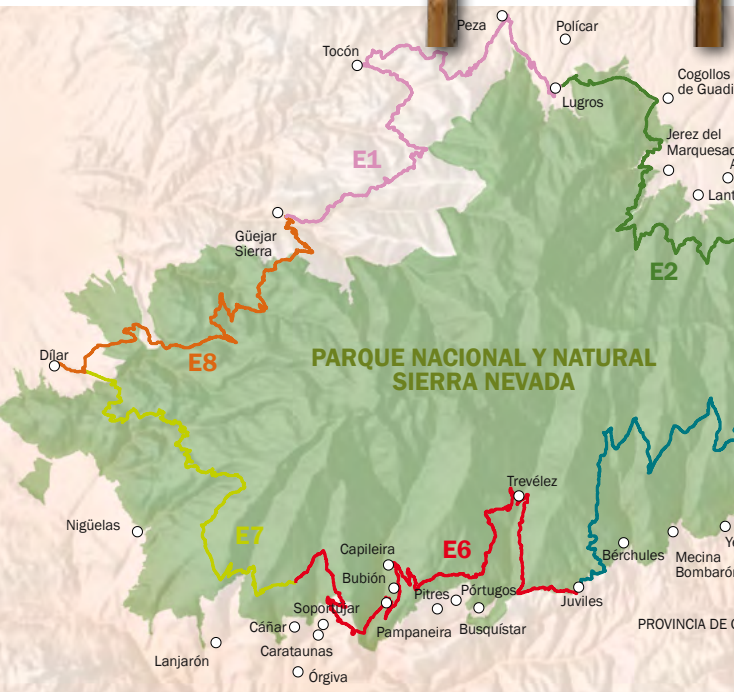 Peza
Polícar
Tocón
Cogollos
de Guadi
Lugros
Jerez del
Marquesad
E1
A
Lant
Güejar
Sierra
E2
Dílar
E8
PARQUE NACIONAL Y NATURAL
SIERRA NEVADA
Trevélez
Nigüelas
E7
Capileira
E6
Bérchules
Mecina
Bombarón
Ye
Bubión
Pitres
Pórtugos
Juviles
Soportujar
Cáñar
Pampaneira
Busquístar
PROVINCIA DE
Carataunas
Lanjarón
Órgiva